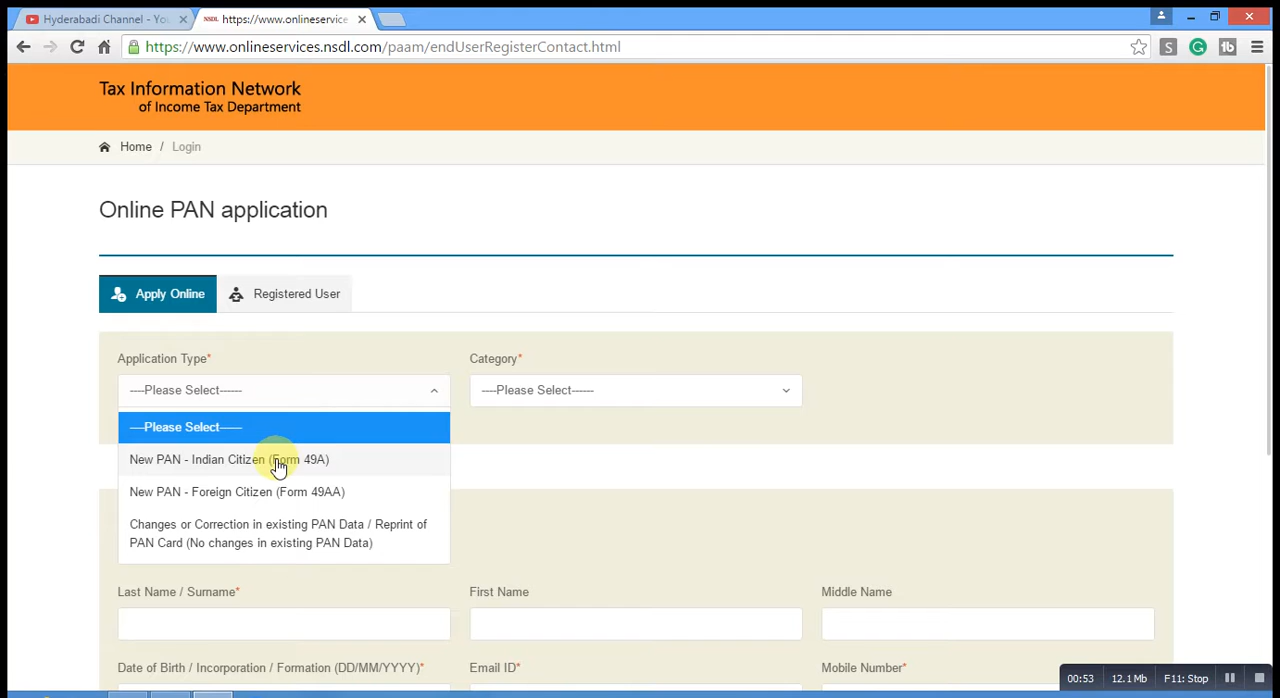 Hyderabadi Channel - Yo
NSDL https://www.onlineservice
https://www.onlineservices.nsdl.com/paam/endUserRegisterContact.html
S
G
tb
Tax Information Network
of Income Tax Department
Home / Login
Online PAN application
Apply Online
Registered User
Application Type*
Category*
----Please Select------
----Please Select------
----Please Select------
New PAN - Indian Citizen (Form 49A)
New PAN - Foreign Citizen (Form 49AA)
Changes or Correction in existing PAN Data / Reprint of
PAN Card (No changes in existing PAN Data)
Last Name / Surname*
First Name
Middle Name
Date of Birth / Incorporation / Formation (DD/MM/YYYY)*
Email ID*
Mobile Number*
00:53 12.1 Mb F11: Stop